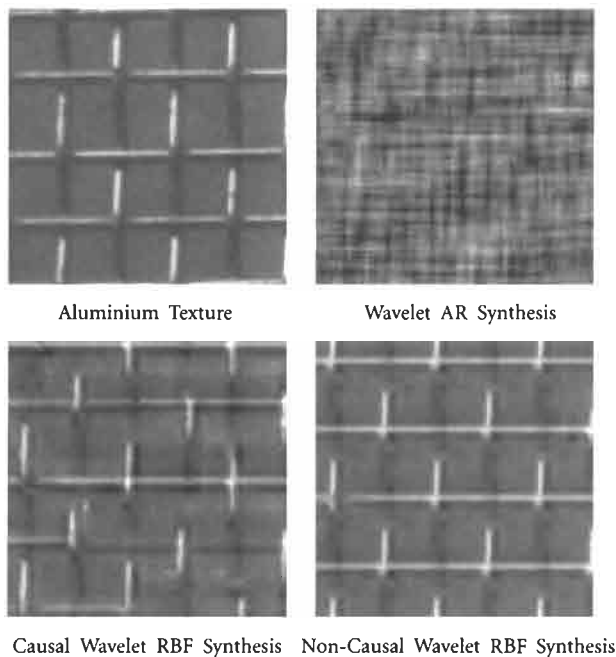 Aluminium Texture
Wavelet AR Synthesis
Causal Wavelet RBF Synthesis
Non-Causal Wavelet RBF Synthesis